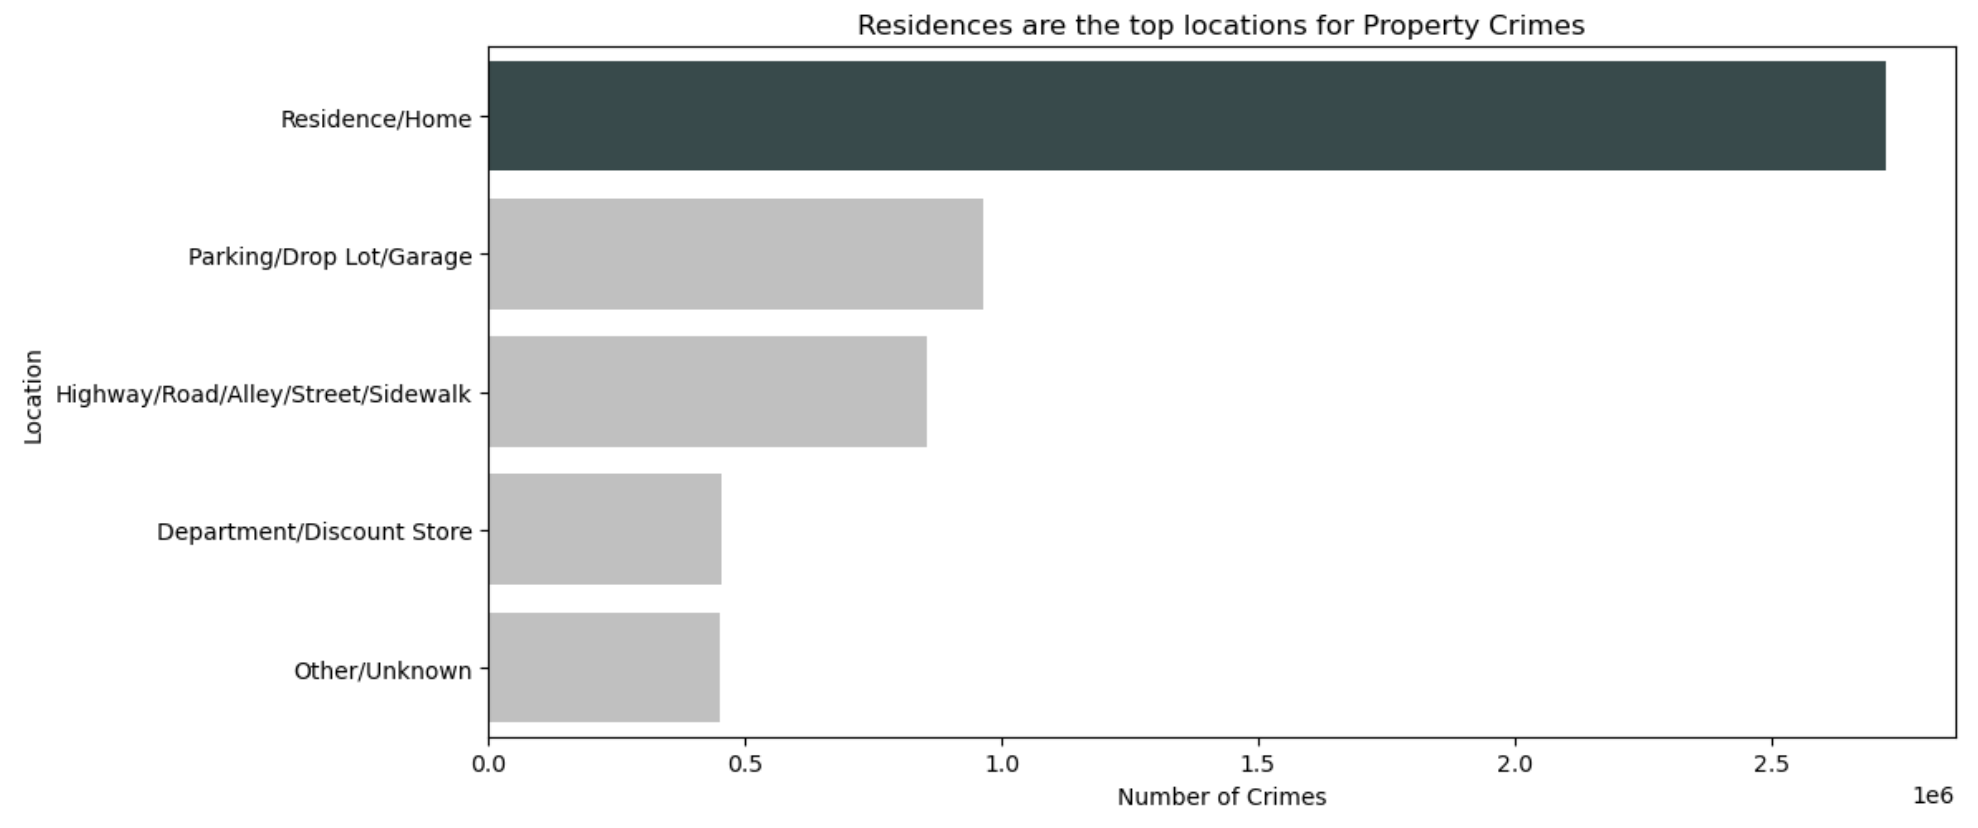 Residences are the top locations for Property Crimes
Location
Residence/Home
Parking/Drop Lot/Garage
Highway/Road/Alley/Street/Sidewalk
Department/Discount Store
Other/Unknown
0.0 0.5 1.0 1.5 2.0 2.5
Number of Crimes
1e6